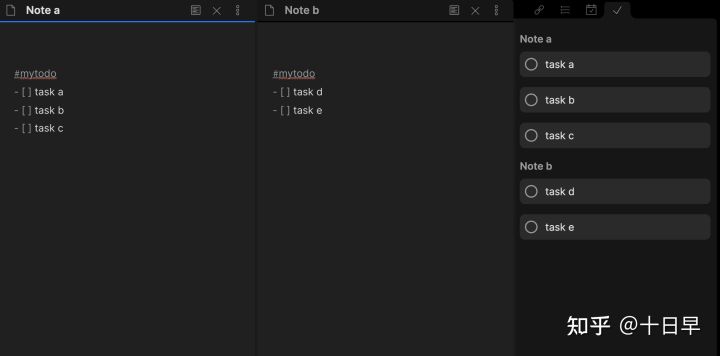 Note a
#mytodo
- [ ] task a
- [ ] task b
- [ ] task c
Note b
#mytodo
- [ ] task d
- [ ] task e
Note a
task a
task b
task c
Note b
task d
task e
知乎 @十日早